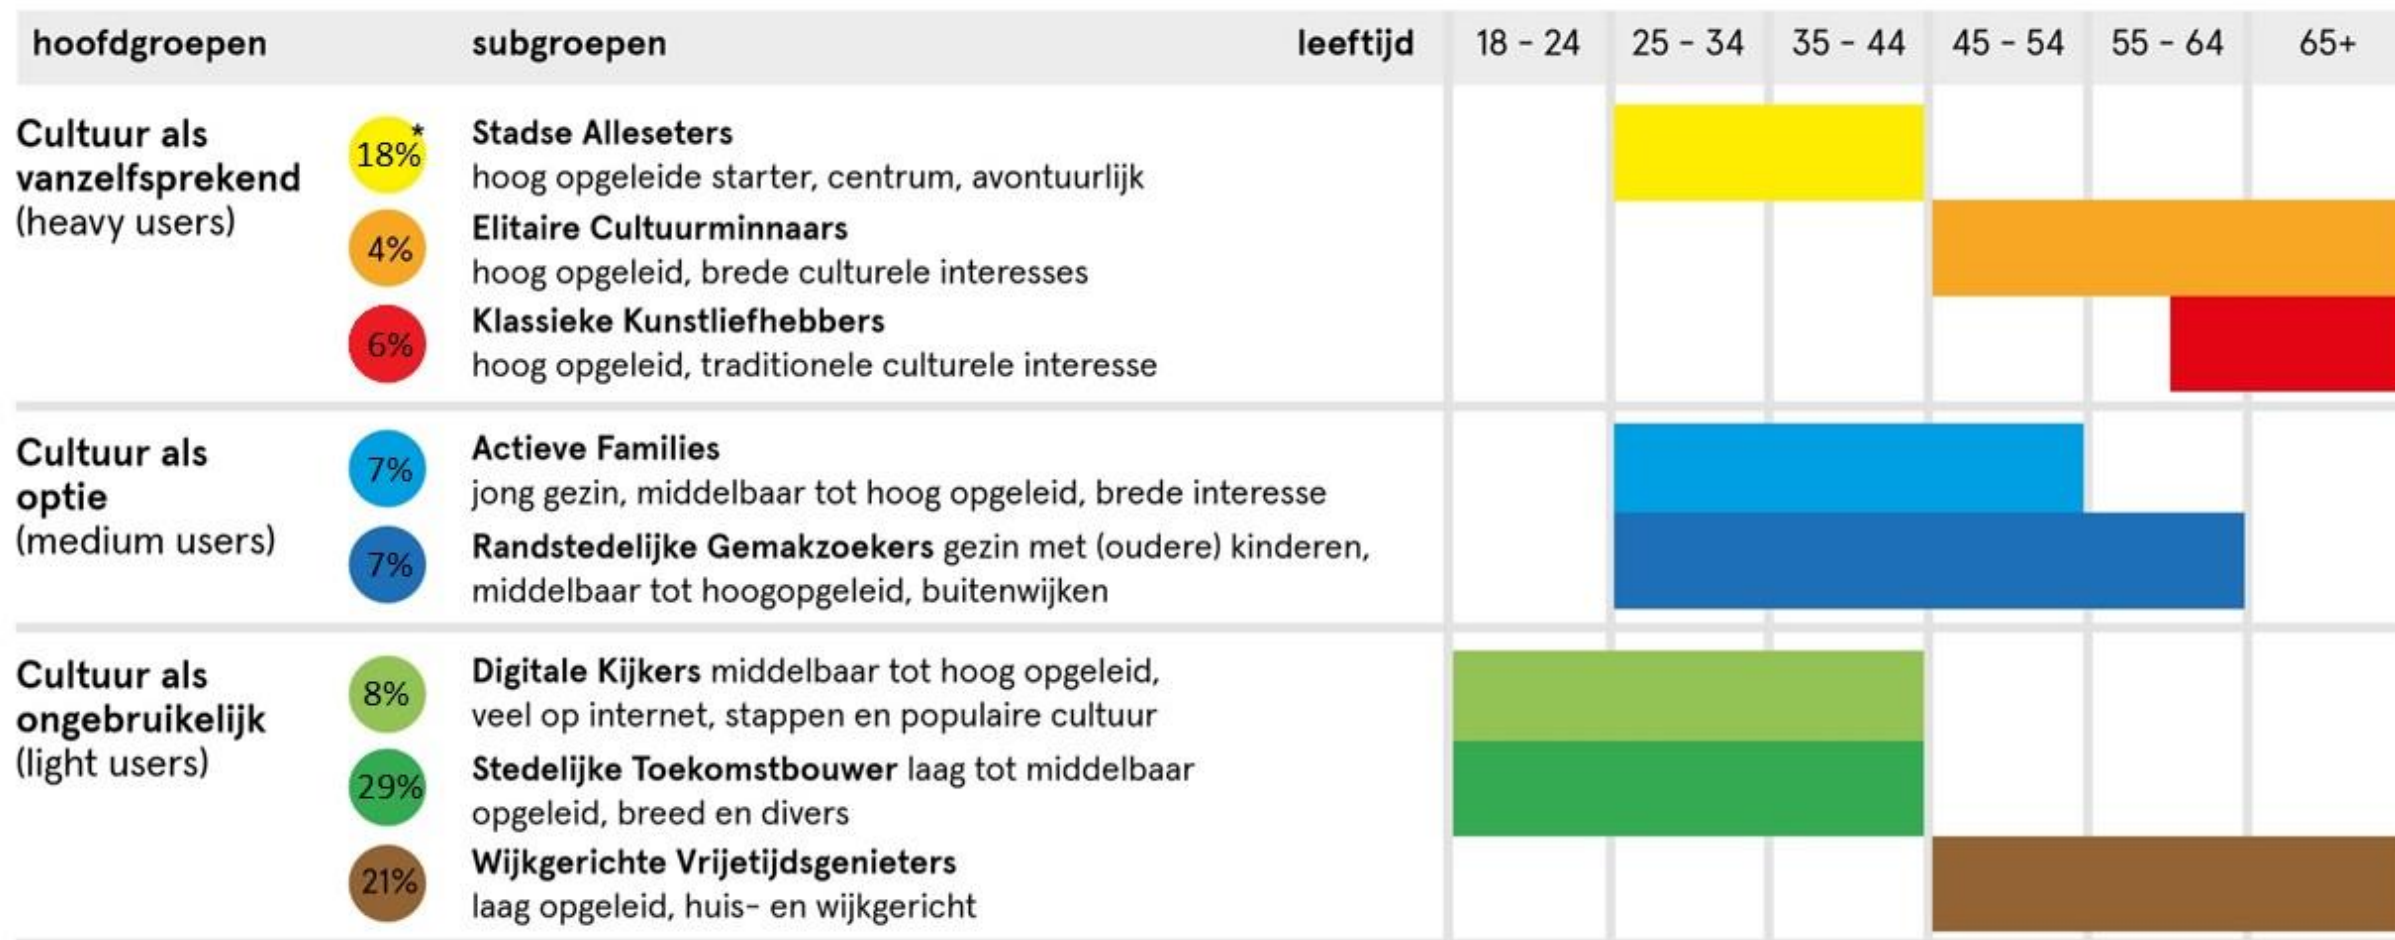 hoofdgroepen subgroepen leeftijd 18 - 24 25 - 34 35 - 44 45 - 54 55 - 64 65+
Cultuur als
vanzelfsprekend
(heavy users)
18%*
Stadse Alleseters
hoog opgeleide starter, centrum, avontuurlijk
4%
Elitaire Cultuurminnaars
hoog opgeleid, brede culturele interesses
6%
Klassieke Kunstliefhebbers
hoog opgeleid, traditionele culturele interesse
Cultuur als
optie
(medium users)
7%
Actieve Families
jong gezin, middelbaar tot hoog opgeleid, brede interesse
7%
Randstedelijke Gemakzoekers gezin met (oudere) kinderen,
middelbaar tot hoogopgeleid, buitenwijken
Cultuur als
ongebruikelijk
(light users)
8%
Digitale Kijkers middelbaar tot hoog opgeleid,
veel op internet, stappen en populaire cultuur
29%
Stedelijke Toekomstbouwer laag tot middelbaar
opgeleid, breed en divers
21%
Wijkgerichte Vrijetijdsgenieters
laag opgeleid, huis- en wijkgericht